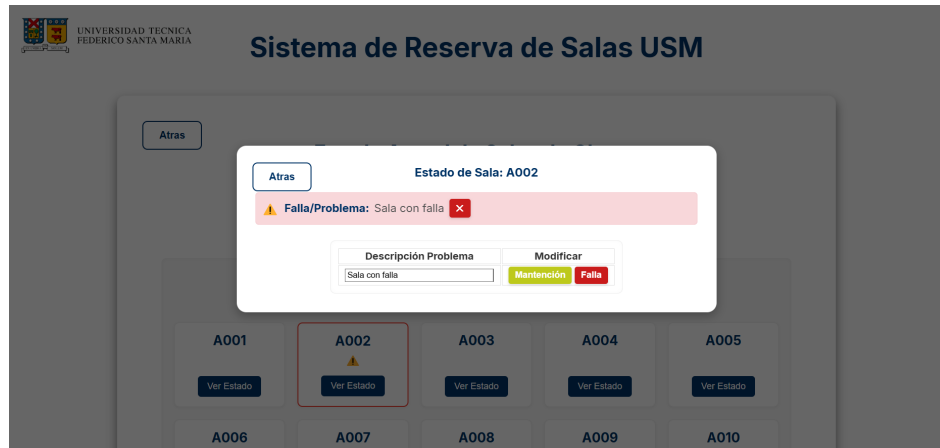 UNIVERSIDAD TECNICA
FEDERICO SANTA MARIA
Sistema de Reserva de Salas USM
Atras
Atras
Estado de Sala: A002
Falla/Problema: Sala con falla
Descripción Problema Modificar
Sala con falla Mantención Falla
A001 A002 A003 A004 A005
Ver Estado Ver Estado Ver Estado Ver Estado Ver Estado
A006 A007 A008 A009 A010